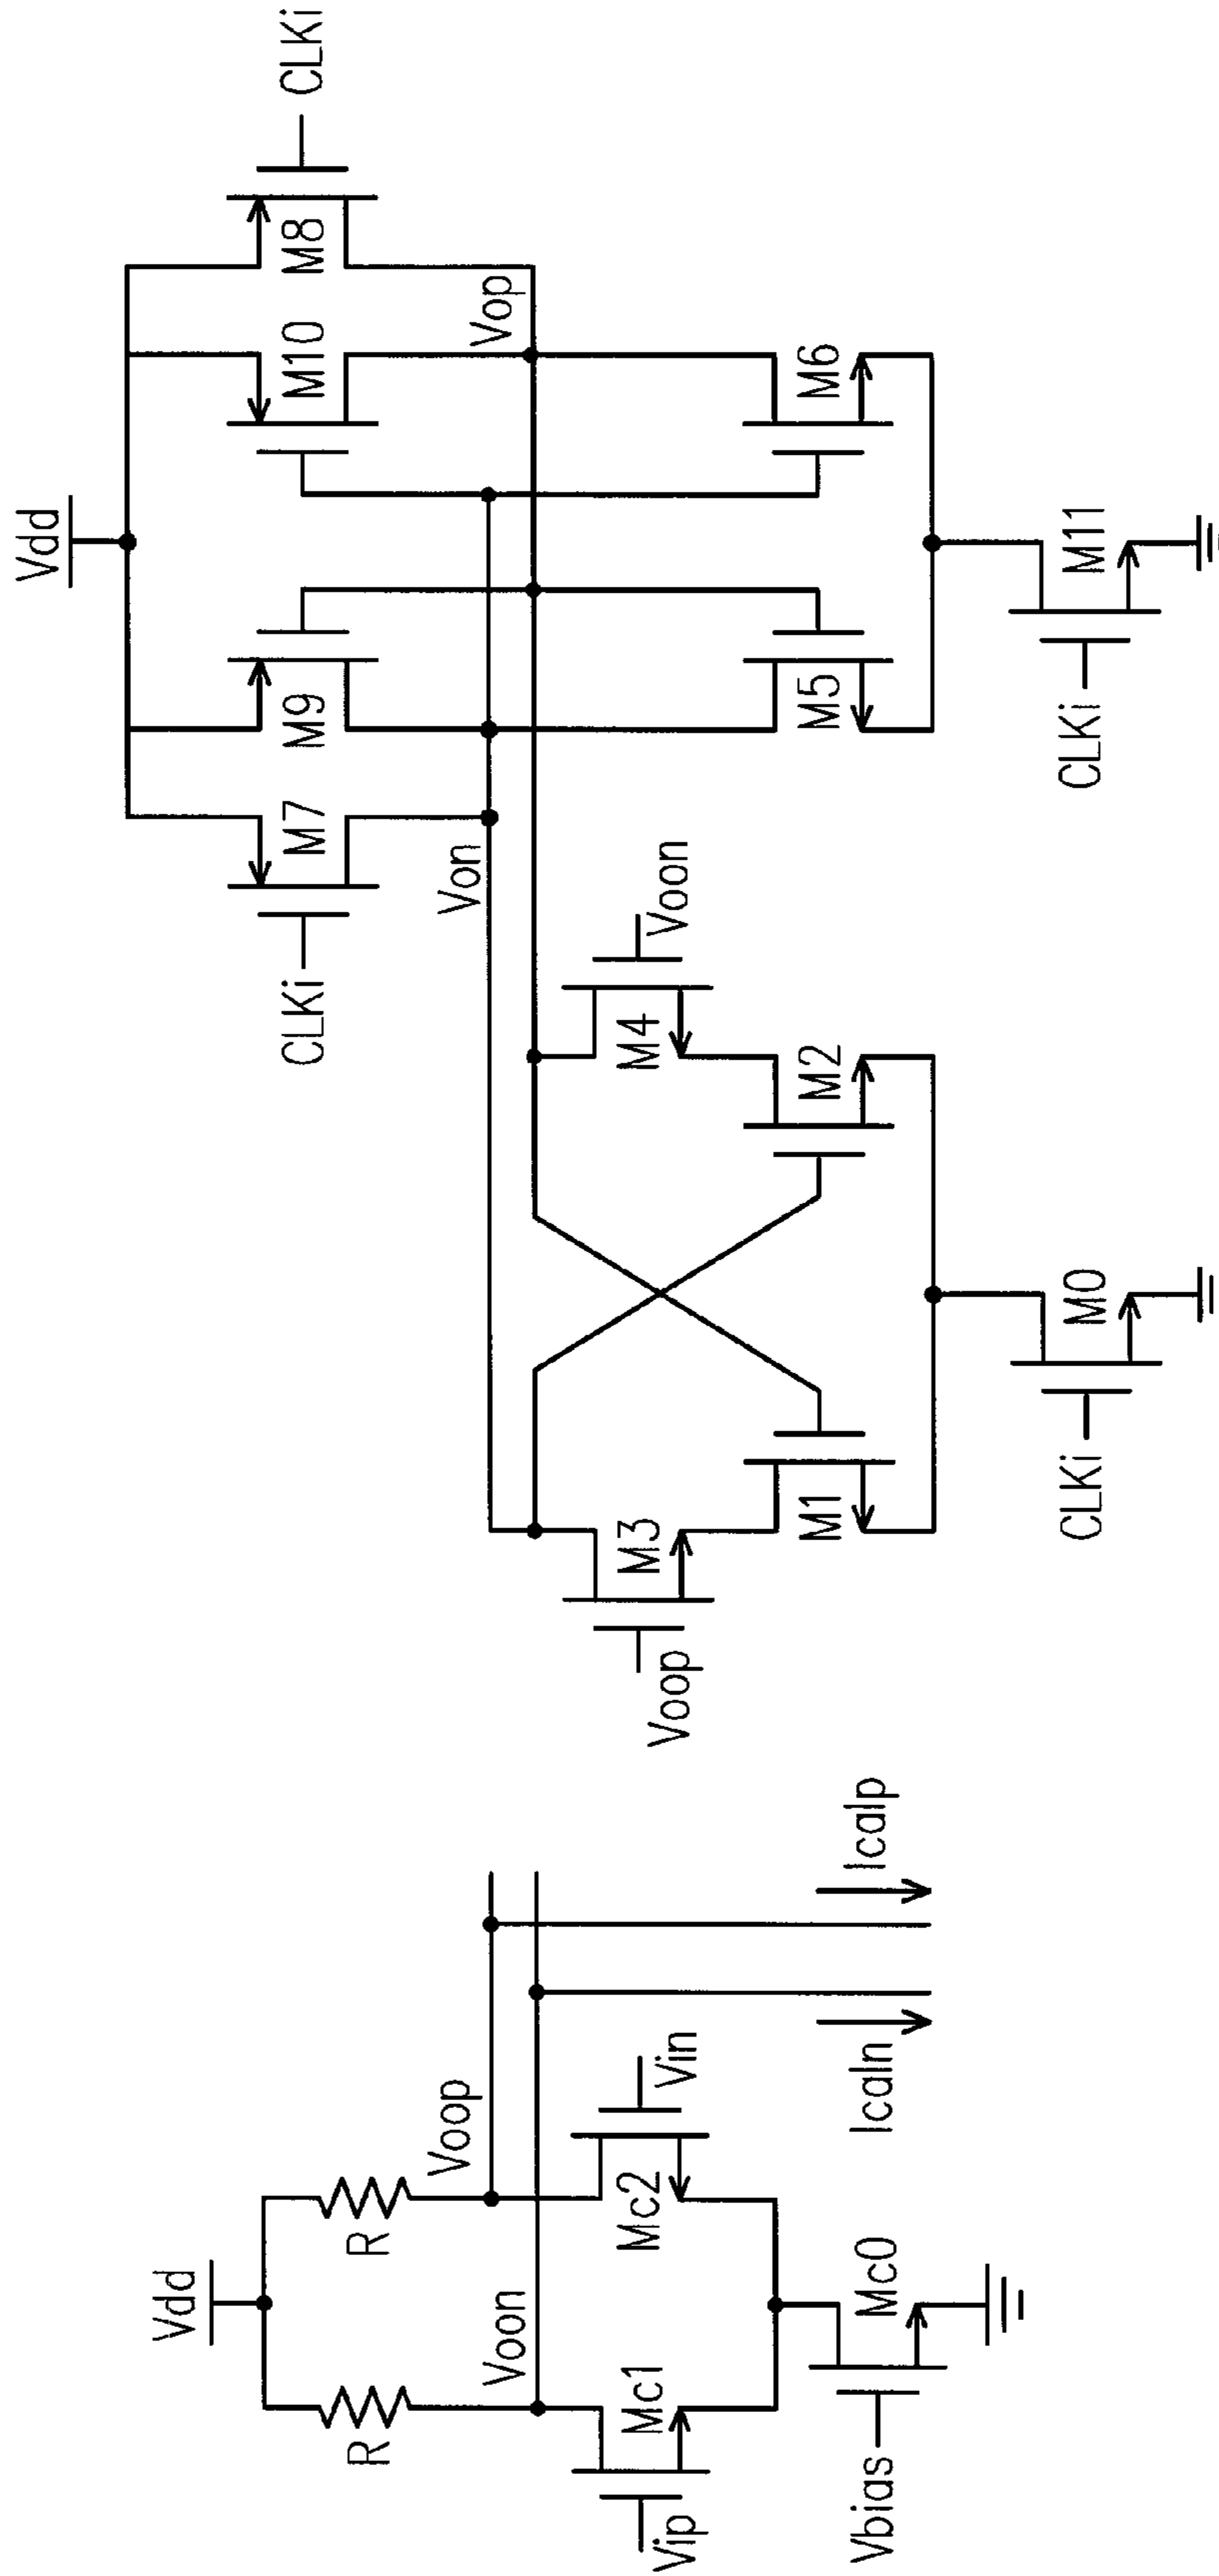 Vdd
R
R
Voon
Voop
Vip
Mc1
Mc2
Vin
Vbias
Mc0
Icaln
Icalp
Voop
M3
M4
Voon
M1
M2
CLKi
M0
Vdd
CLKi
M7
M9
M10
M8
CLKi
Von
Vop
M5
M6
CLKi
M11